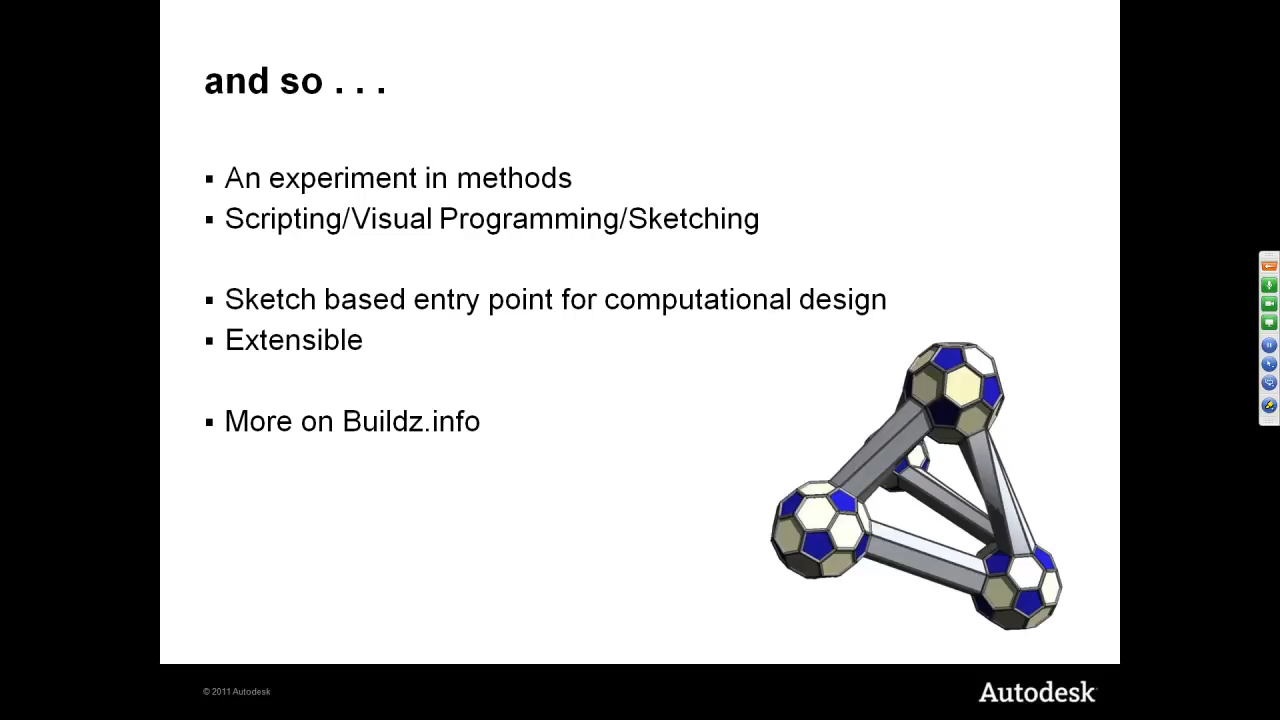 and so . . .
▪ An experiment in methods
▪ Scripting/Visual Programming/Sketching
▪ Sketch based entry point for computational design
▪ Extensible
▪ More on Buildz.info
© 2011 Autodesk
Autodesk